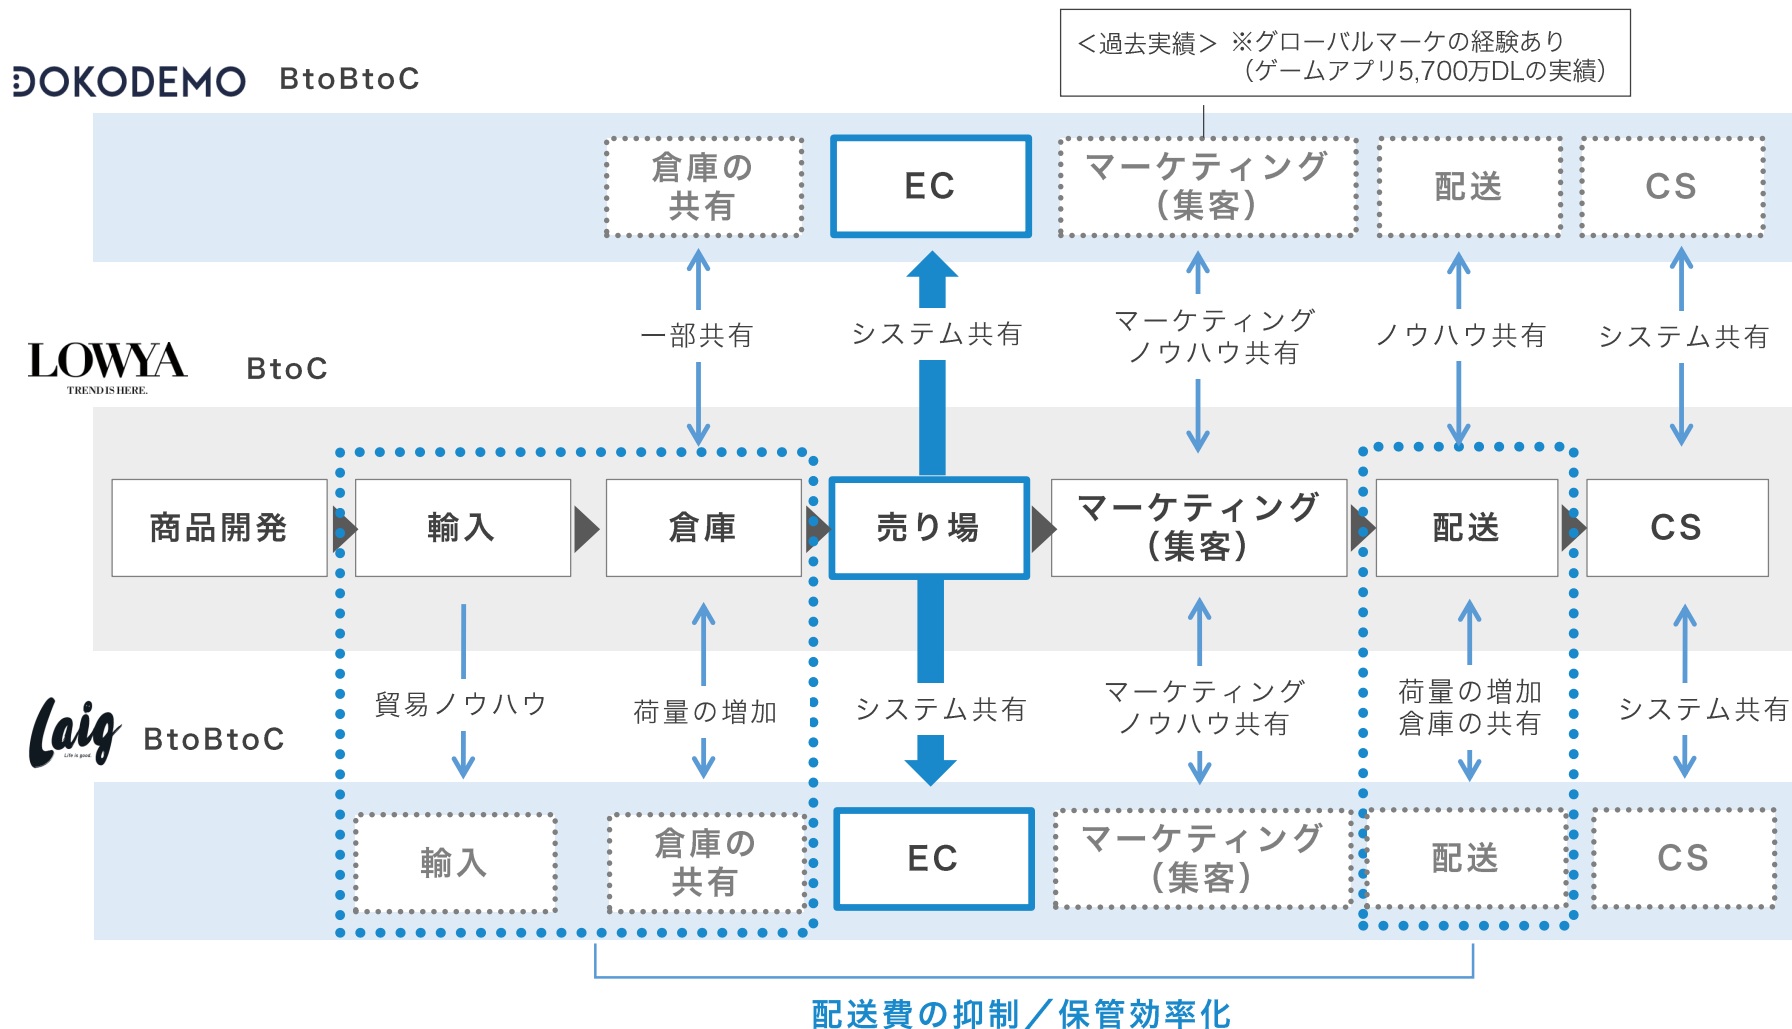 <過去実績> ※グローバルマーケの経験あり
(ゲームアプリ5,700万DLの実績)
DOKODEMO BtoBtoC
倉庫の
共有
EC
マーケティング
(集客)
配送
CS
一部共有
システム共有
マーケティング
ノウハウ共有
ノウハウ共有
システム共有
LOWYA
TREND IS HERE.
BtoC
商品開発
輸入
倉庫
売り場
マーケティング
(集客)
配送
CS
貿易ノウハウ
荷量の増加
システム共有
マーケティング
ノウハウ共有
荷量の増加
倉庫の共有
システム共有
Laig
Life is good.
BtoBtoC
輸入
倉庫の
共有
EC
マーケティング
(集客)
配送
CS
配送費の抑制/保管効率化